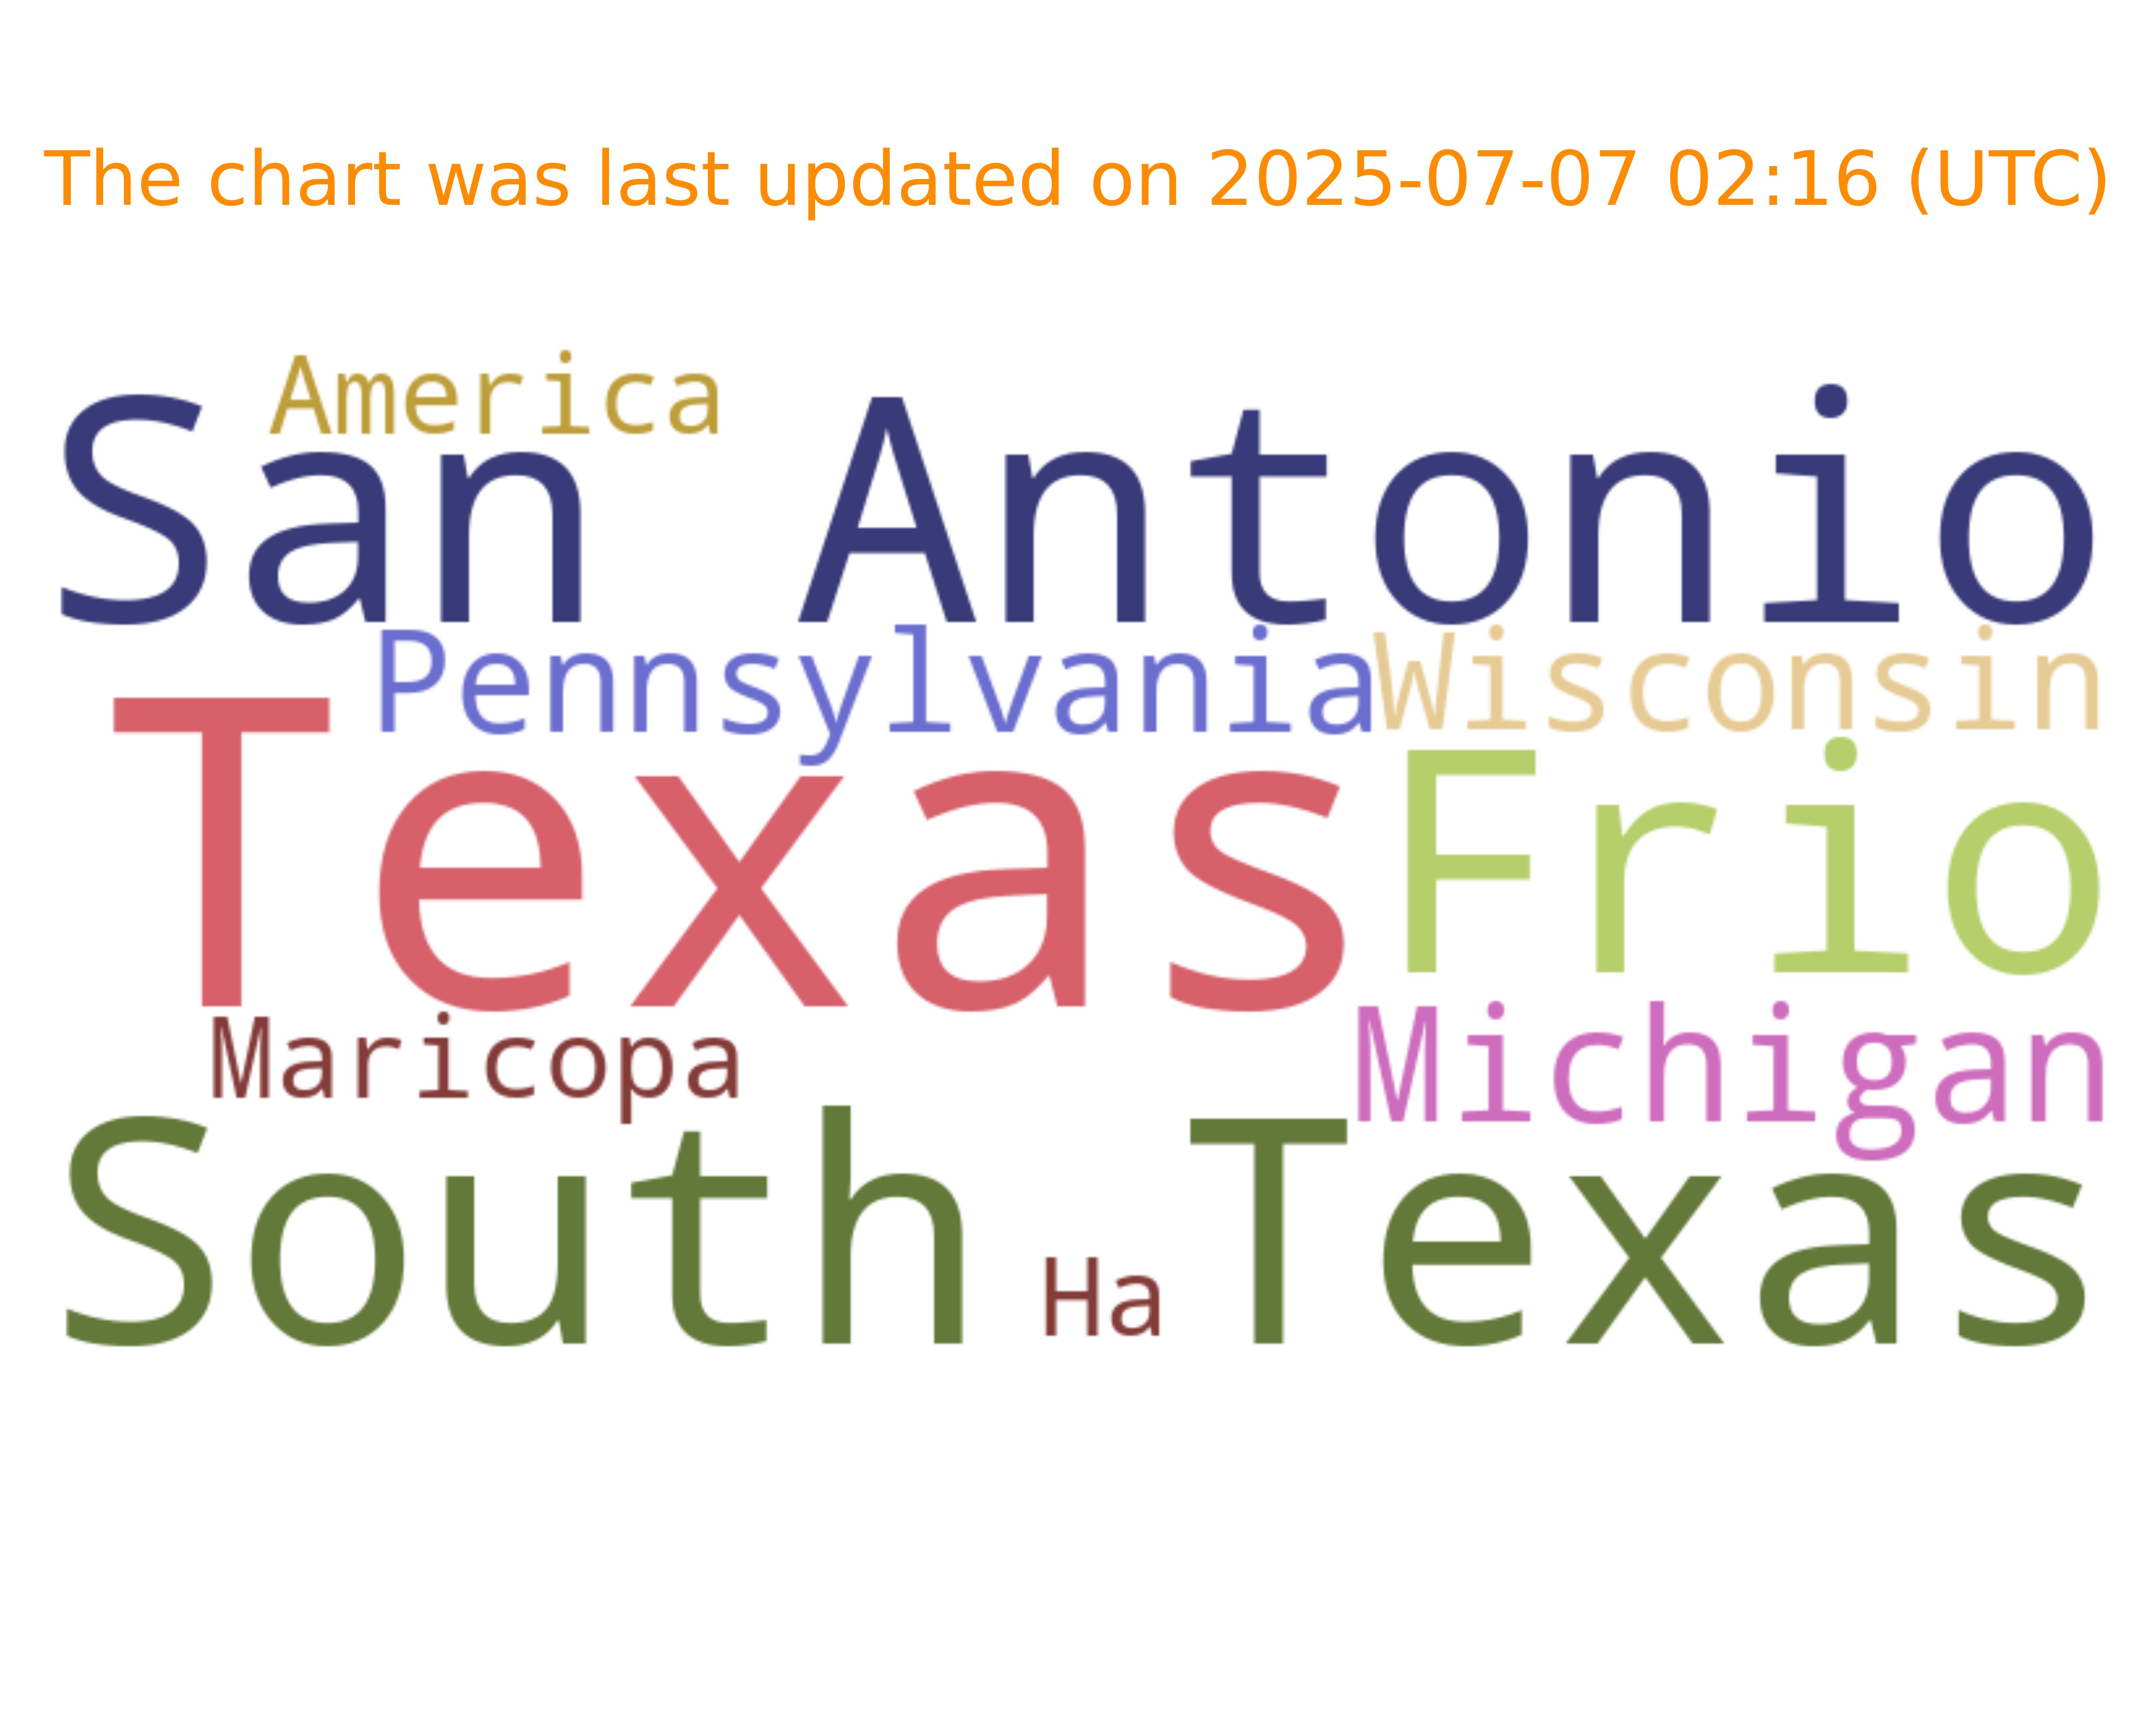 The chart was last updated on 2025-07-07 02:16 (UTC)
America
San Antonio
Pennsylvania
Wisconsin
Texas
Frio
Maricopa
Michigan
South Texas
Ha